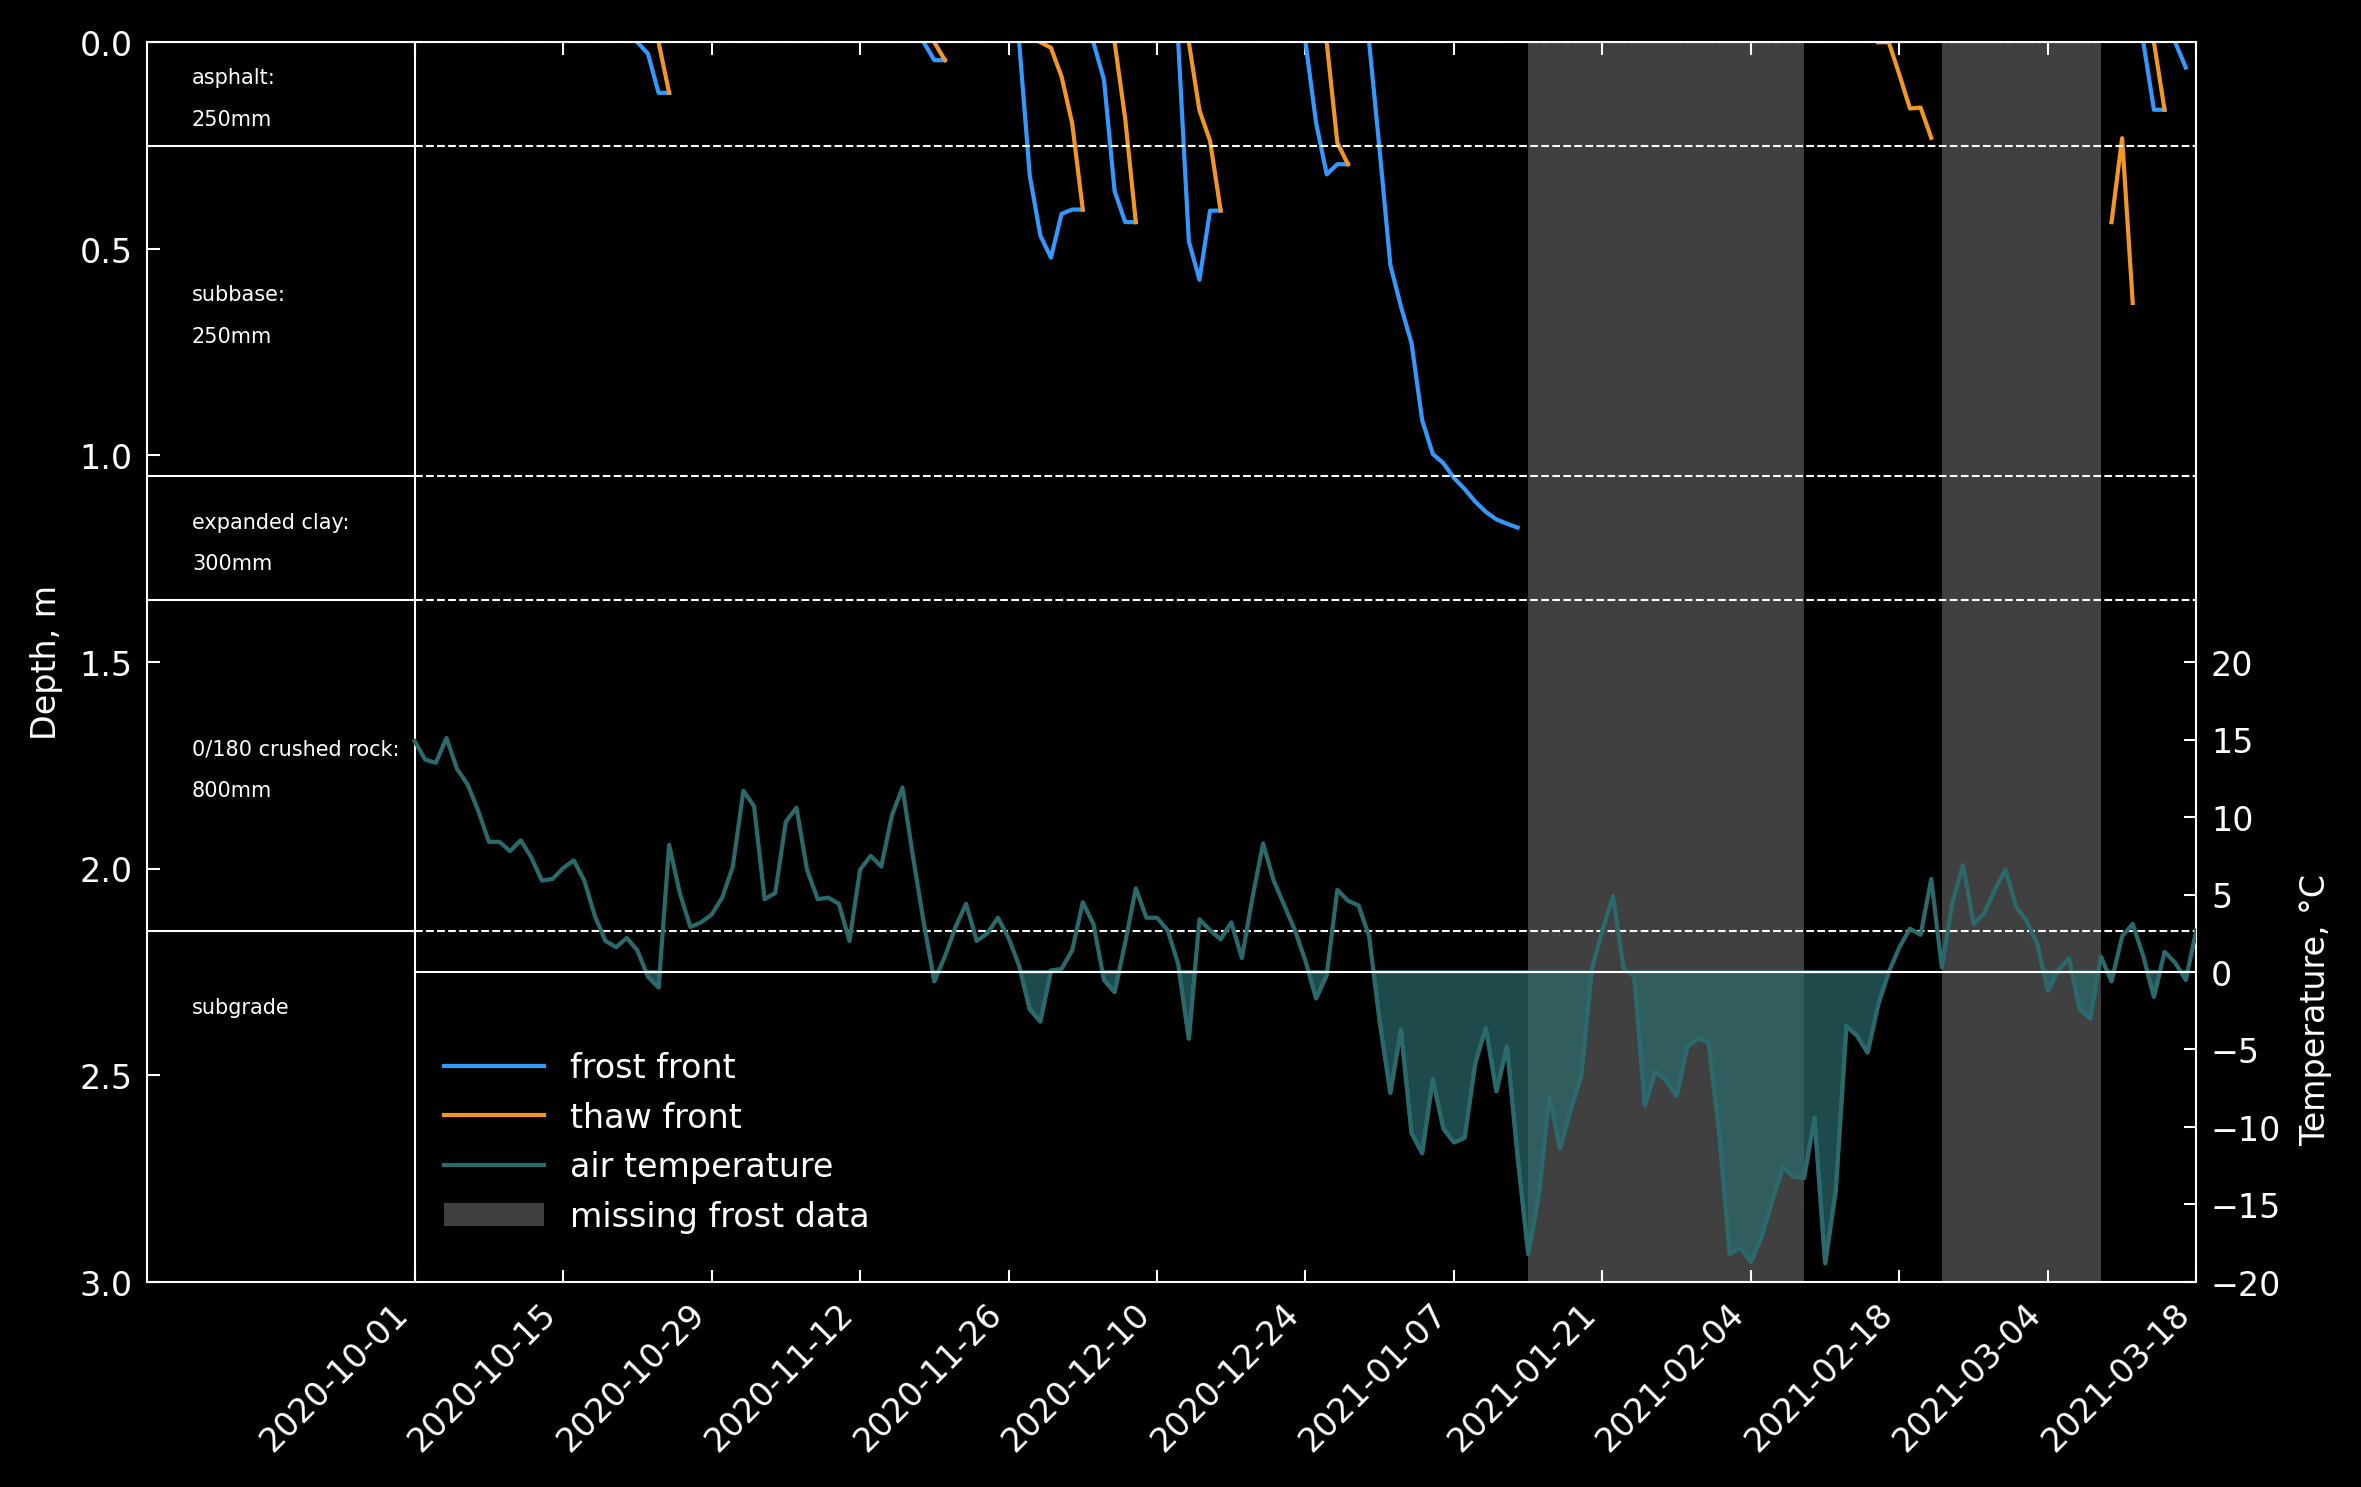 0.0
0.5
1.0
1.5
2.0
2.5
3.0
Depth, m
asphalt:
250mm
subbase:
250mm
expanded clay:
300mm
0/180 crushed rock:
800mm
subgrade
frost front
thaw front
air temperature
missing frost data
20
15
10
5
0
−5
−10
−15
−20
Temperature, °C
2020-10-01
2020-10-15
2020-10-29
2020-11-12
2020-11-26
2020-12-10
2020-12-24
2021-01-07
2021-01-21
2021-02-04
2021-02-18
2021-03-04
2021-03-18